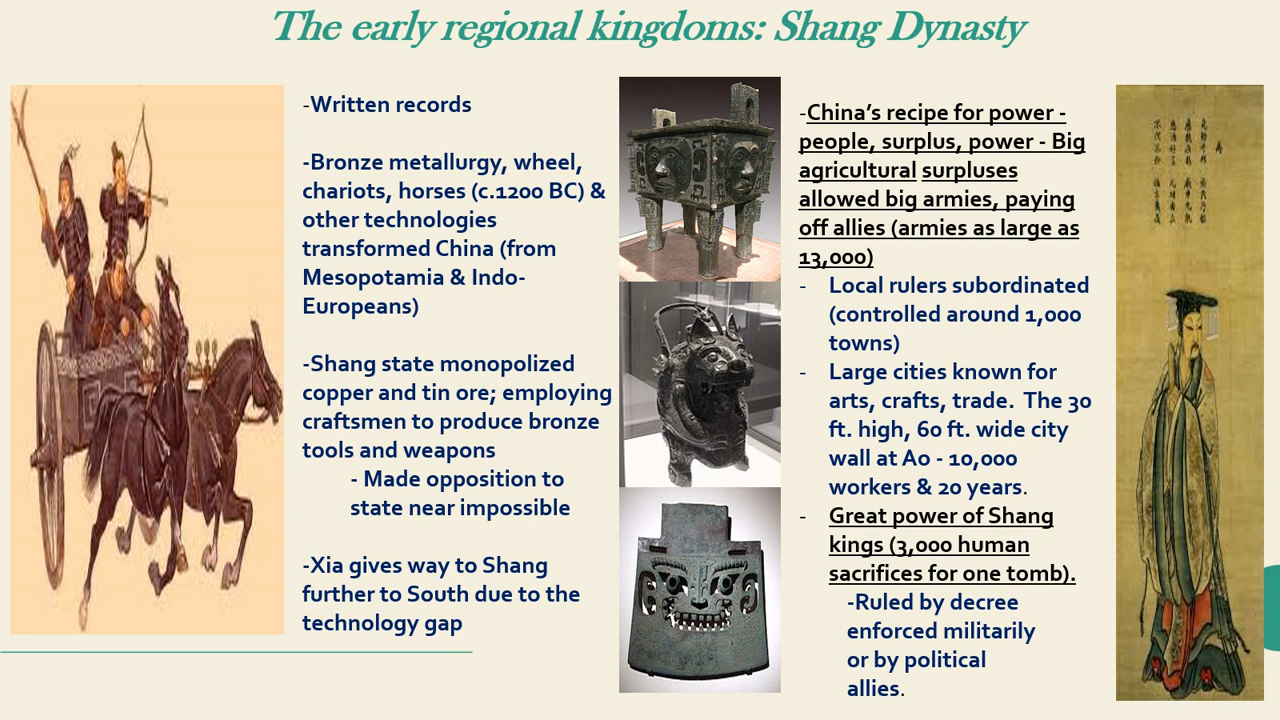 The early regional kingdoms: Shang Dynasty
-Written records
-Bronze metallurgy, wheel,
chariots, horses (c.1200 BC) &
other technologies
transformed China (from
Mesopotamia & Indo-
Europeans)
-Shang state monopolized
copper and tin ore; employing
craftsmen to produce bronze
tools and weapons
- Made opposition to
state near impossible
-Xia gives way to Shang
further to South due to the
technology gap
-China’s recipe for power -
people, surplus, power - Big
agricultural surpluses
allowed big armies, paying
off allies (armies as large as
13,000)
- Local rulers subordinated
(controlled around 1,000
towns)
- Large cities known for
arts, crafts, trade.  The 30
ft. high, 60 ft. wide city
wall at Ao - 10,000
workers & 20 years.
- Great power of Shang
kings (3,000 human
sacrifices for one tomb).
-Ruled by decree
enforced militarily
or by political
allies.